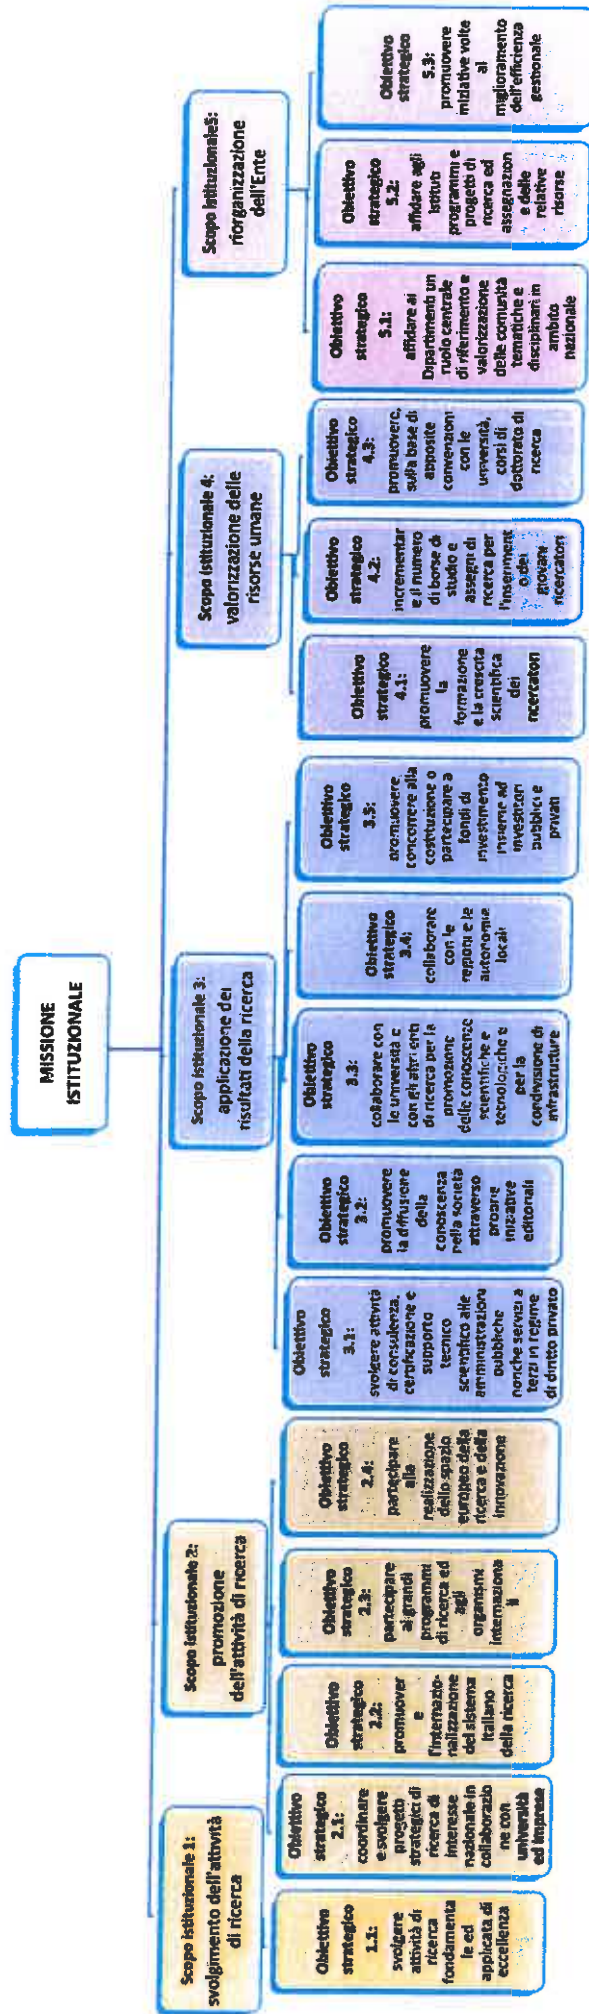 MISSIONE
ISTITUZIONALE
Scopo istituzionale 1:
svolgimento dell'attività
di ricerca
Obiettivo
strategico
1.1:
svolgere
attività di
ricerca
fondamenta
le ed
applicata di
eccellenza
Scopo istituzionale 2:
promozione
dell'attività di ricerca
Obiettivo
strategico
2.1:
coordinare
e svolgere
progetto
strategici di
ricerca di
interesse
nazionale in
collaborazio
ne con
università
ed imprese
Obiettivo
strategico
2.2:
promuover
e
l'internazio-
nalizzazione
del sistema
italiano
della ricerca
Obiettivo
strategico
2.3:
partecipare
ai grandi
programmi
di ricerca ed
agli
organismi
internaziona
li
Obiettivo
strategico
2.4:
partecipare
alla
realizzazione
dello spazio
europeo della
ricerca e della
innovazione
Scopo istituzionale 3:
applicazione dei
risultati della ricerca
Obiettivo
strategico
3.1:
svolgere attività
di consulenza,
certificazione e
supporto
tecnico
scientifico alle
amministrazioni
pubbliche
nonche servizi a
terzi in regime
di diritto privato
Obiettivo
strategico
3.2:
promuovere
la diffusione
della
conoscenza
nella società
attraverso
proprie
iniziative
editoriali
Obiettivo
strategico
3.3:
collaborare con
le università e
con gli altri enti
di ricerca per la
promozione
delle conoscenze
scientifiche e
tecnologiche e
per la
condivisione di
infrastrutture
Obiettivo
strategico
3.4:
collaborare
con le
regioni e le
autonomie
locali
Obiettivo
strategico
3.5:
promuovere
concorrere alla
costituzione o
partecipare a
fondi di
investimento
insieme ad
investitori
pubblici e
privati
Scopo istituzionale 4:
valorizzazione delle
risorse umane
Obiettivo
strategico
4.1:
promuovere
la
formazione
e la crescita
scientifica
dei
ricercatori
Obiettivo
strategico
4.2:
incrementar
e il numero
di borse di
studio e
assegni di
ricerca per
l'inseriment
o dei
giovani
ricercatori
Obiettivo
strategico
4.3:
promuovere,
sulla base di
apposite
convenzioni
con le
università,
corsi di
dottorato di
ricerca
Scopo istituzionale5:
riorganizzazione
dell'Ente
Obiettivo
strategico
5.1:
affidare ai
Dipartimenti un
ruolo centrale
di riferimento e
valorizzazione
delle comunità
tematiche e
disciplinari in
ambito
nazionale
Obiettivo
strategico
5.2:
affidare agli
Istituti
programmi e
progetti di
ricerca ed
assegnazion
e delle
relative
risorse
Obiettivo
strategico
5.3:
promuovere
iniziative volte
al
miglioramento
dell'efficienza
gestionale